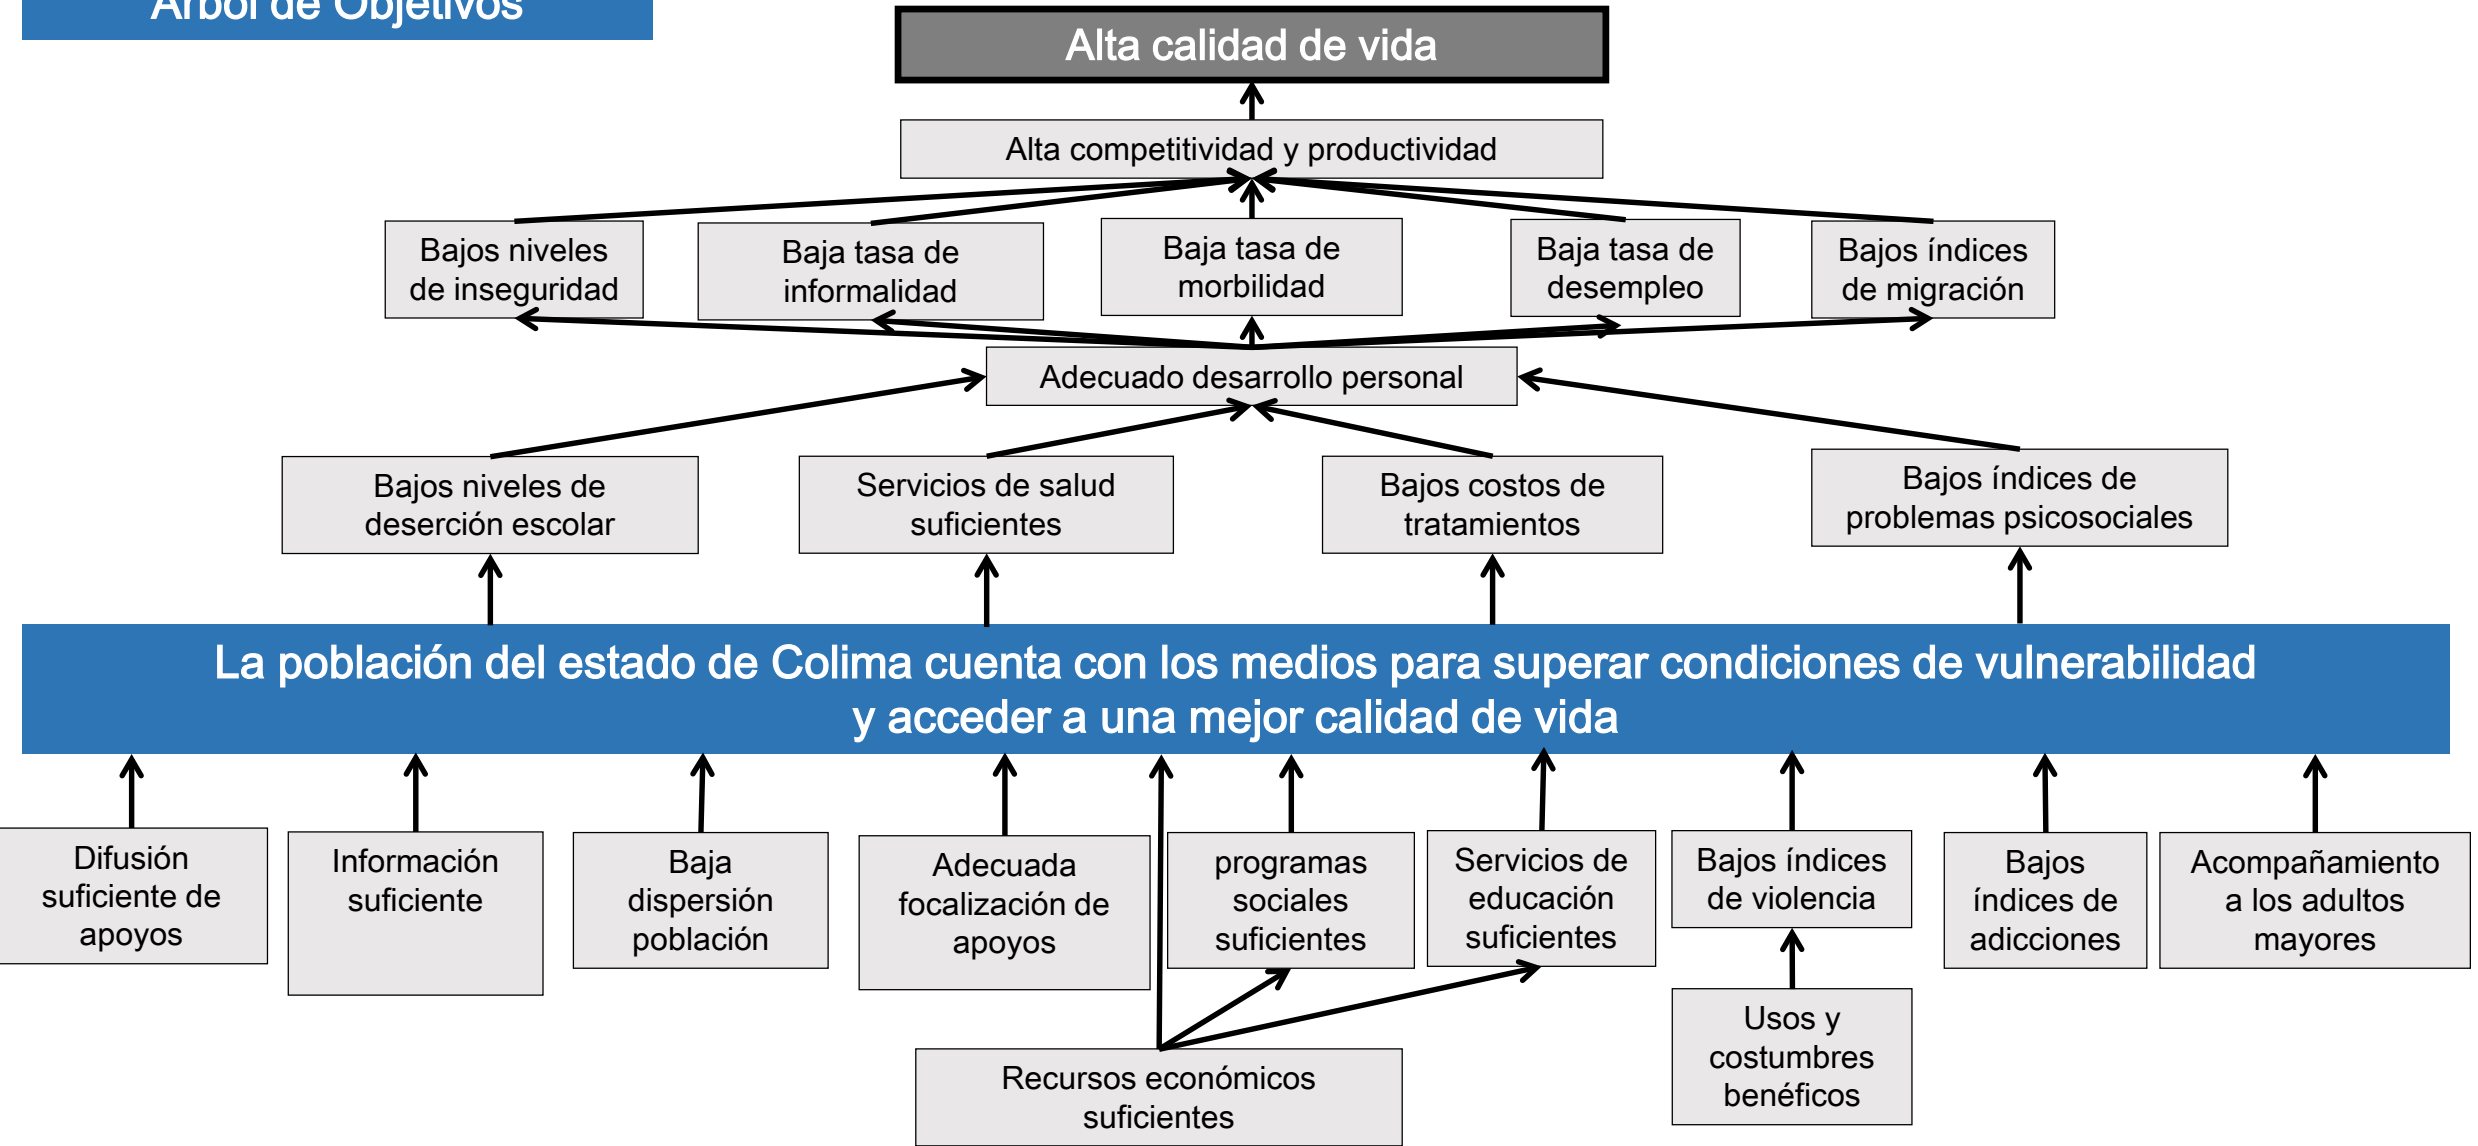 Árbol de Objetivos
Alta calidad de vida
Alta competitividad y productividad
Bajos niveles
de inseguridad
Baja tasa de
informalidad
Baja tasa de
morbilidad
Baja tasa de
desempleo
Bajos índices
de migración
Adecuado desarrollo personal
Bajos niveles de
deserción escolar
Servicios de salud
suficientes
Bajos costos de
tratamientos
Bajos índices de
problemas psicosociales
La población del estado de Colima cuenta con los medios para superar condiciones de vulnerabilidad
y acceder a una mejor calidad de vida
Difusión
suficiente de
apoyos
Información
suficiente
Baja
dispersión
población
Adecuada
focalización de
apoyos
programas
sociales
suficientes
Servicios de
educación
suficientes
Bajos índices
de violencia
Bajos
índices de
adicciones
Acompañamiento
a los adultos
mayores
Usos y
costumbres
benéficos
Recursos económicos
suficientes